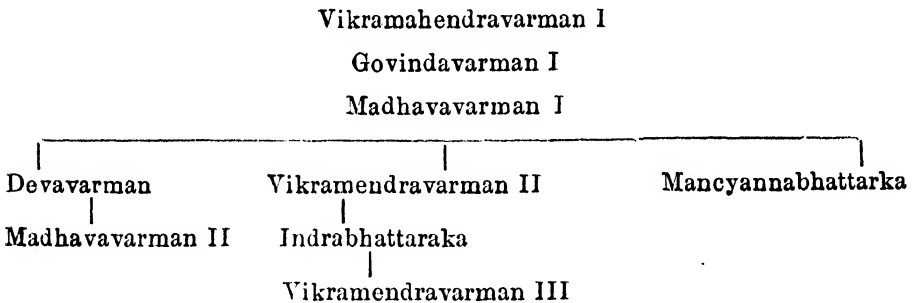 Vikramahendravarman I
Govindavarman I
Madhavavarman I
Devavarman Vikramendravarman II Mancyannabhattarka
Madhavavarman II Indrabhattaraka
Vikramendravarman III